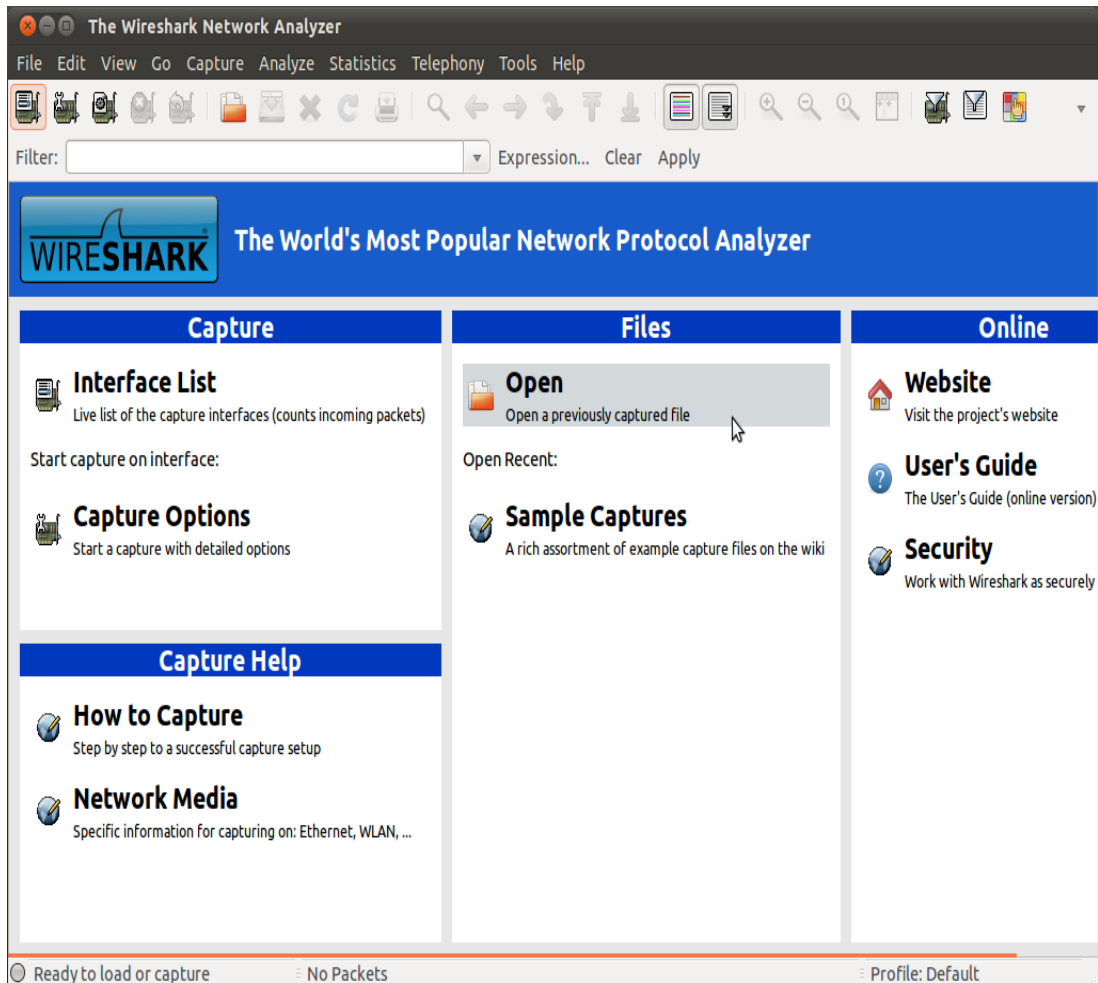 The Wireshark Network Analyzer
File Edit View Go Capture Analyze Statistics Telephony Tools Help
Filter: Expression... Clear Apply
WIRESHARK
The World's Most Popular Network Protocol Analyzer
Capture
Interface List
Live list of the capture interfaces (counts incoming packets)
Start capture on interface:
Capture Options
Start a capture with detailed options
Capture Help
How to Capture
Step by step to a successful capture setup
Network Media
Specific information for capturing on: Ethernet, WLAN, ...
Files
Open
Open a previously captured file
Open Recent:
Sample Captures
A rich assortment of example capture files on the wiki
Online
Website
Visit the project's website
User's Guide
The User's Guide (online version)
Security
Work with Wireshark as securely
Ready to load or capture
No Packets
Profile: Default